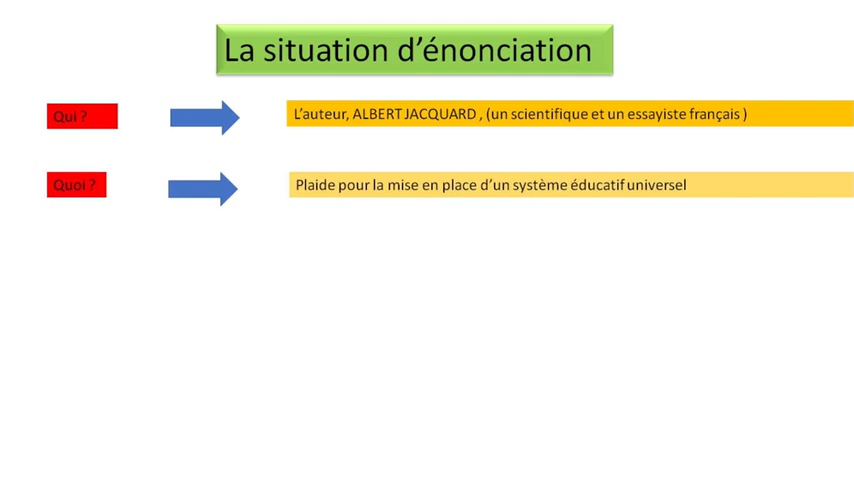 La situation d’énonciation
Qui ?
L’auteur, ALBERT JACQUARD , (un scientifique et un essayiste français )
Quoi ?
Plaide pour la mise en place d’un système éducatif universel